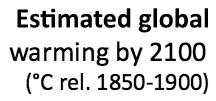 Estimated global
warming by 2100
(°C rel. 1850-1900)